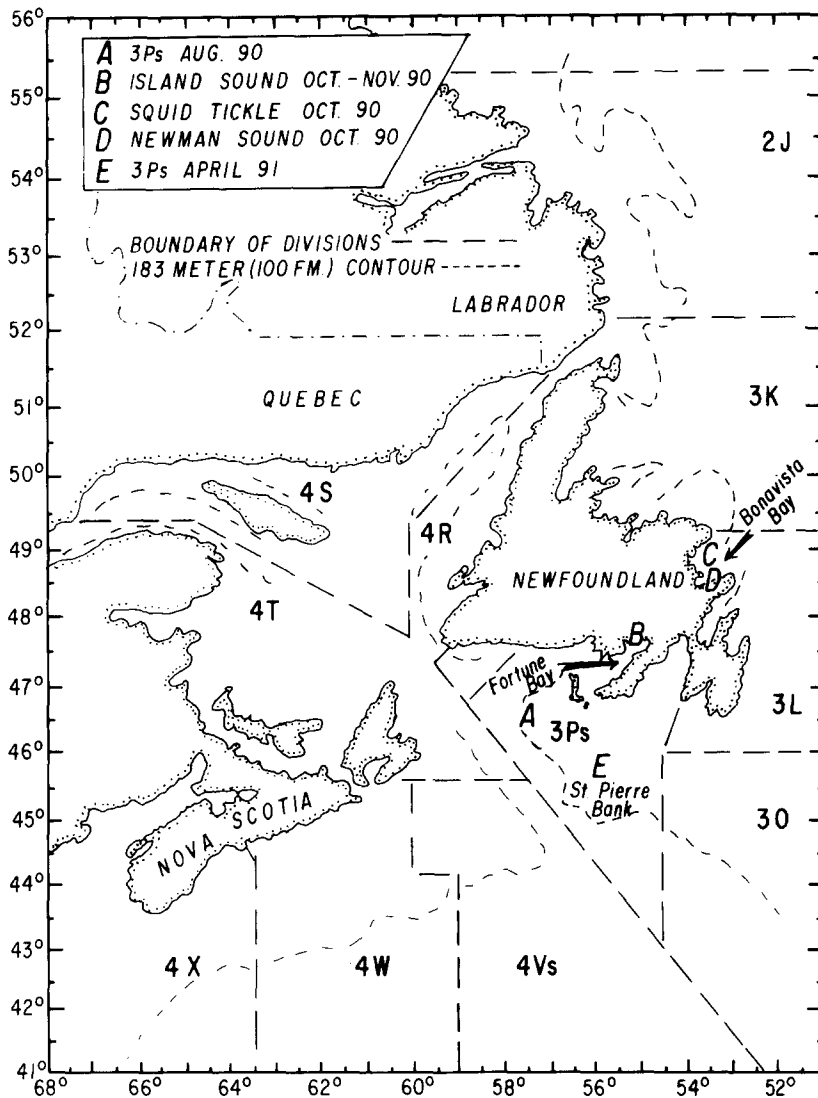 A 3Ps AUG. 90
B ISLAND SOUND OCT.-NOV. 90
C SQUID TICKLE OCT. 90
D NEWMAN SOUND OCT. 90
E 3Ps APRIL 91
BOUNDARY OF DIVISIONS
183 METER (100 FM.) CONTOUR
56°
55°
54°
53°
52°
51°
50°
49°
48°
47°
46°
45°
44°
43°
42°
41°
2J
LABRADOR
QUEBEC
3K
4S
4R
Bonavista
Bay
C
NEWFOUNDLAND
D
4T
B
Fortune
Bay
A
3Ps
3L
E
St Pierre
Bank
3O
NOVA SCOTIA
4X
4W
4Vs
68°
66°
64°
62°
60°
58°
56°
54°
52°